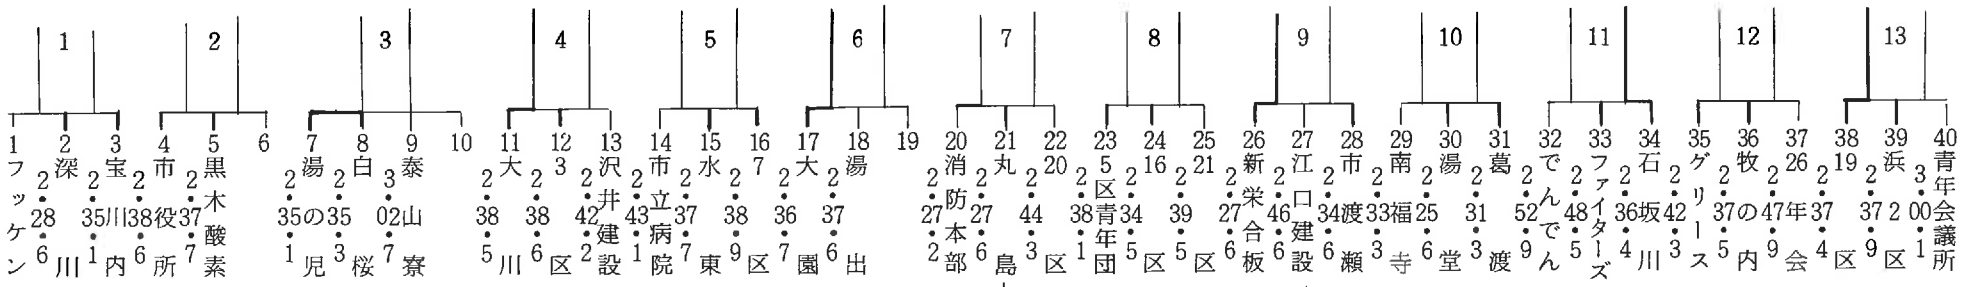 1 2 3 4 5 6 7 8 9 10 11 12 13
1 2 3 4 5 6 7 8 9 10 11 12 13 14 15 16 17 18 19 20 21 22 23 24 25 26 27 28 29 30 31 32 33 34 35 36 37 38 39 40
フッケン
2・28・6
深川
2・35・1
宝川内
2・38・6
市役所
2・37・7
黒木酸素
2・35・1
湯の児
2・35・3
白桜
3・02・7
泰山寮
2・38・5
大川
2・38・6
3区
2・42・2
沢井建設
2・43・1
市立病院
2・37・7
水東
2・38・9
7区
2・36・7
大園
2・37・6
湯出
2・27・2
消防本部
2・27・6
丸島
2・44・3
20区
2・38・1
5区青年団
2・34・5
16区
2・39・5
21区
2・27・6
新栄合板
2・46・6
江口建設
2・34・6
市渡瀬
2・33・3
南福寺
2・25・6
湯堂
2・31・3
葛渡
2・52・9
でんでん
2・48・5
ファイターズ
2・36・4
石坂川
2・42・3
グリース
2・37・5
牧の内
2・47・9
26年会
2・37・4
19区
2・37・9
浜2区
3・00・1
青年会議所